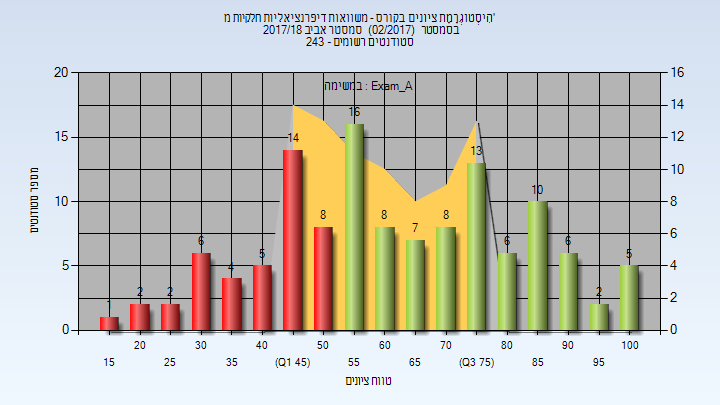 הִיסְטוֹגְרַמַת ציונים בקורס - משוואות דיפרנציאליות חלקיות מ'
בסמסטר (02/2017) סמסטר אביב 2017/18
סטודנטים רשומים - 243
במשימה : Exam_A
20 15 10 5 0
16 14 12 10 8 6 4 2 0
מספר סטודנטים
1 2 2 6 4 5 14 8 16 8 7 8 13 6 10 6 2 5
20 30 40 50 60 70 80 90 100
15 25 35 (Q1 45) 55 65 (Q3 75) 85 95
טווח ציונים